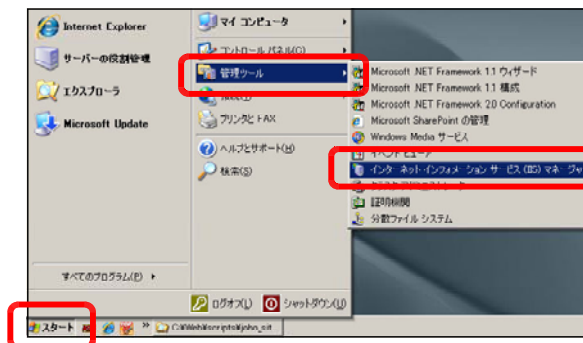 Internet Explorer
サーバーの役割管理
エクスプローラ
Microsoft Update
すべてのプログラム(P)
マイ コンピュータ
コントロール パネル(C)
管理ツール
プリンタと FAX
ヘルプとサポート(H)
検索(S)
Microsoft .NET Framework 1.1 ウィザード
Microsoft .NET Framework 1.1 構成
Microsoft .NET Framework 2.0 Configuration
Microsoft SharePoint の管理
Windows Media サービス
イベント ビューア
インターネット インフォメーション サービス (IIS) マネージャ
証明機関
分散ファイル システム
ログオフ(L)
シャットダウン(U)
スタート